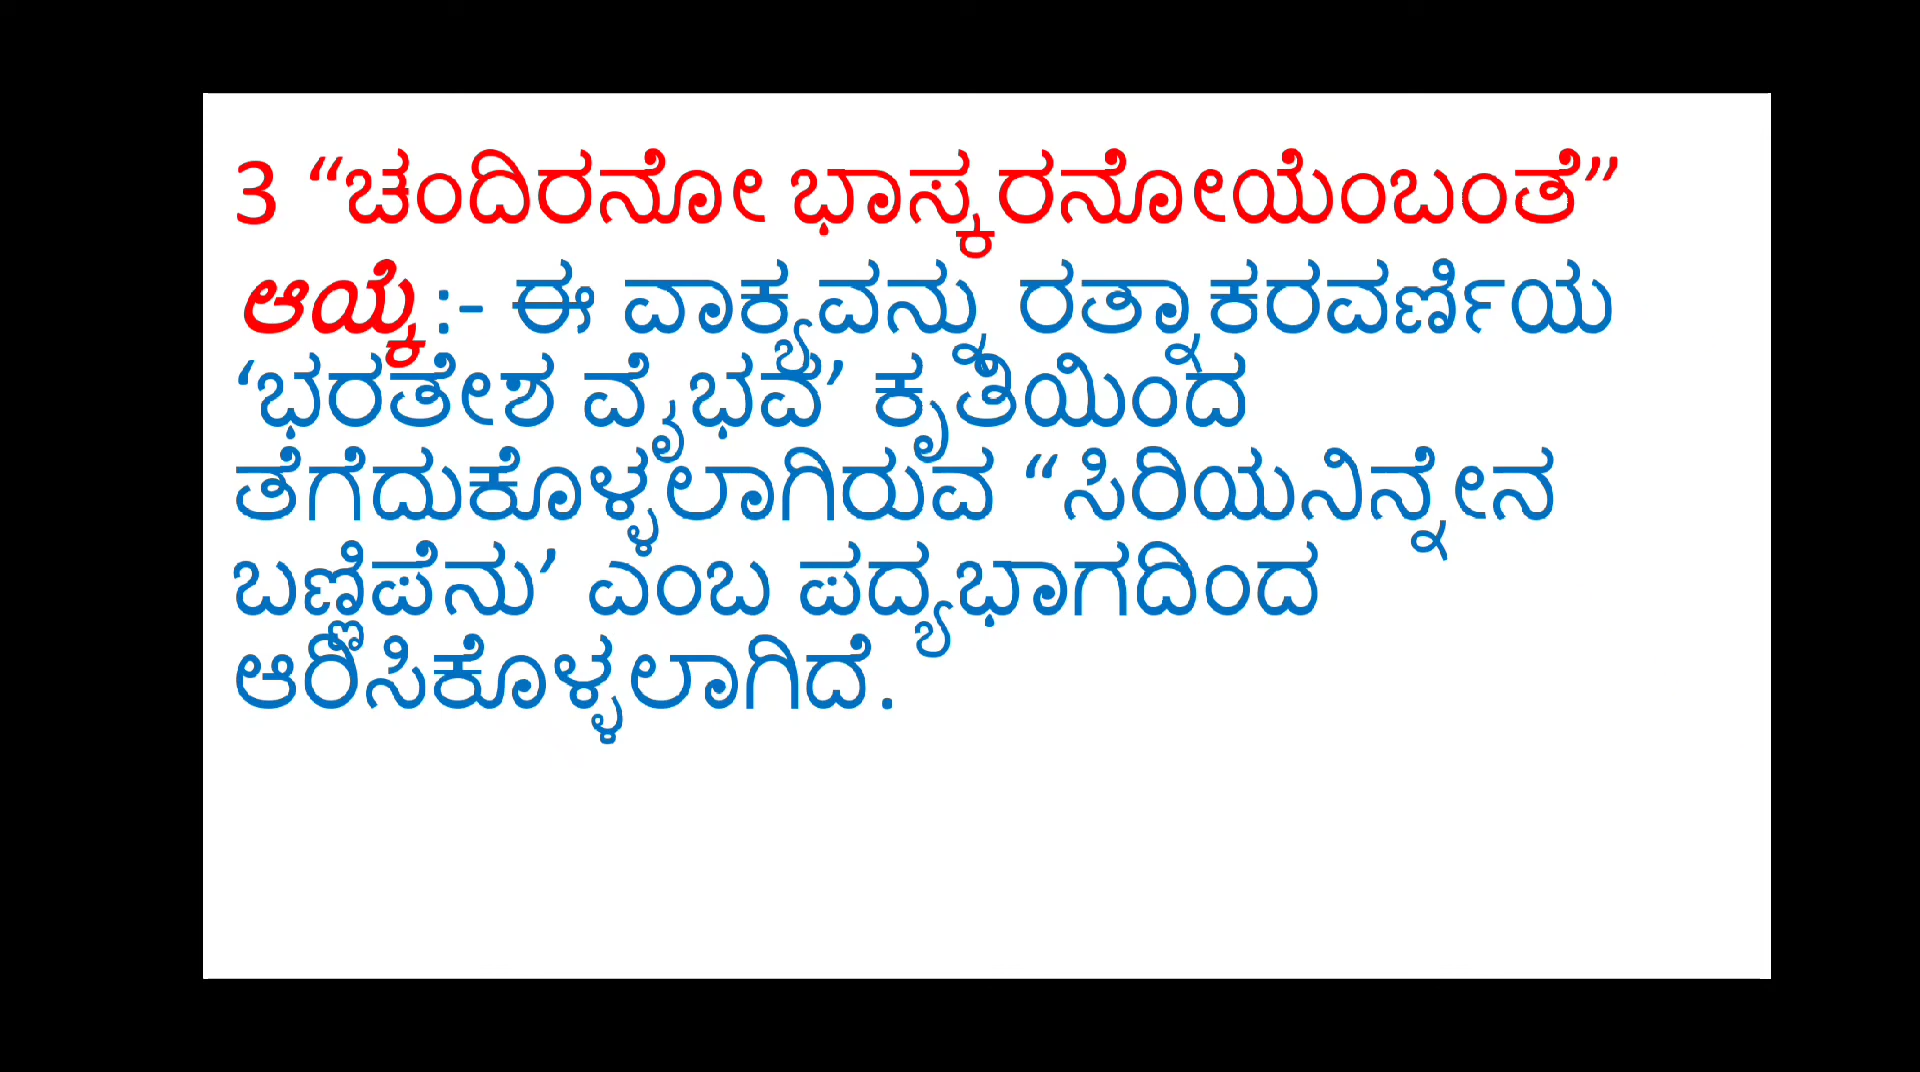 3 “ಚಂದಿರನೋ ಭಾಸ್ಕರನೋಯೆಂಬಂತೆ”
ಆಯ್ಕೆ:- ಈ ವಾಕ್ಯವನ್ನು ರತ್ನಾಕರವರ್ಣಿಯ
‘ಭರತೇಶ ವೈಭವ’ ಕೃತಿಯಿಂದ
ತೆಗೆದುಕೊಳ್ಳಲಾಗಿರುವ “ಸಿರಿಯನಿನ್ನೇನ
ಬಣ್ಣಿಪೆನು’ ಎಂಬ ಪದ್ಯಭಾಗದಿಂದ
ಆರಿಸಿಕೊಳ್ಳಲಾಗಿದೆ.